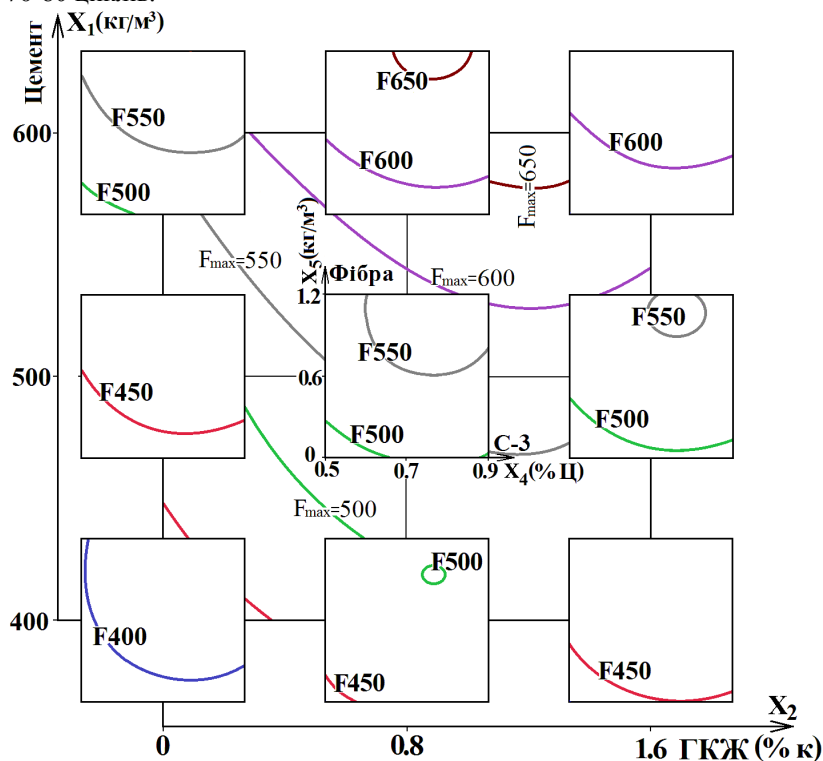 X₁(кг/м³)
Цемент
600
500
400
F550
F500
F650
F600
Fmax=650
F600
Fmax=550
X₅(кг/м³)
Фібра
Fmax=600
1.2
0.6
0
F450
F550
F500
С-3
0.5 0.7 0.9 X₄(% Ц)
F550
F500
Fmax=500
F400
F500
F450
F450
X₂
0 0.8 1.6 ГКЖ (% к)